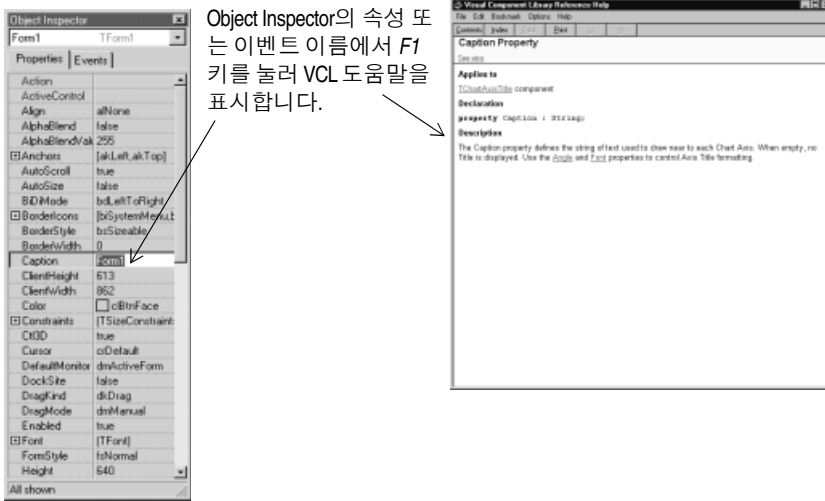 Object Inspector
Form1 TForm1
Properties Events
Action
ActiveControl
Align alNone
AlphaBlend false
AlphaBlendVal 255
Anchors [akLeft,akTop]
AutoScroll true
AutoSize false
BiDiMode bdLeftToRight
BorderIcons [biSystemMenu,b
BorderStyle bsSizeable
BorderWidth 0
Caption Form1
ClientHeight 613
ClientWidth 862
Color clBtnFace
Constraints (TSizeConstraint
Ctl3D true
Cursor crDefault
DefaultMonitor dmActiveForm
DockSite false
DragKind dkDrag
DragMode dmManual
Enabled true
Font (TFont)
FormStyle fsNormal
Height 640
All shown
Object Inspector의 속성 또
는 이벤트 이름에서 F1
키를 눌러 VCL 도움말을
표시합니다.
Visual Component Library Reference Help
File Edit Bookmark Options Help
Contents Index Print
Caption Property
See also
Applies to
TChartAxisTitle component
Declaration
property Caption : String;
Description
The Caption property defines the string of text used to draw near to each Chart Axis. When empty, no
Title is displayed. Use the Angle and Font properties to control Axis Title formatting.